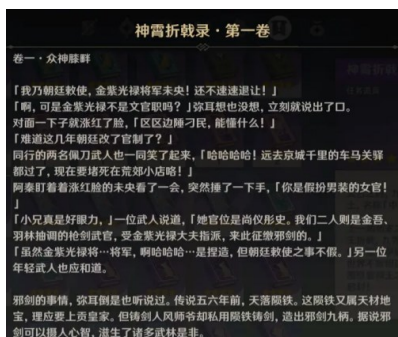 神霄折戟录·第一卷
卷一·众神膝畔
「我乃朝廷敕使，金紫光禄将军未央！还不速速退让！」
「啊，可是金紫光禄不是文官职吗？」弥耳想也没想，立刻就说出了口。
对面一下子就涨红了脸，「区区边陲刁民，能懂什么！」
「难道这几年朝廷改了官制了？」
同行的两名佩刀武人也一同笑了起来，「哈哈哈哈！远去京城千里的车马关驿
都过了，现在要堵死在荒郊小店咯！」
阿秦盯着着涨红脸的未央看了一会，突然捶了一下手，「你是假扮男装的女官！
」
「小兄真是好眼力，」一位武人说道，「她官位是尚仪彤史。我们二人则是金吾、
羽林抽调的枪剑武官，受金紫光禄大夫指派，来此征缴邪剑的。」
「虽然金紫光禄将…将军，啊哈哈哈…是捏造，但朝廷敕使之事不假。」另一位
年轻武人也应和道。
邪剑的事情，弥耳倒是也听说过。传说五六年前，天落陨铁。这陨铁又属天材地
宝，理应要上贡皇家。但铸剑人风师爷却私用陨铁铸剑，造出邪剑九柄。据说邪
剑可以摄人心智，滋生了诸多武林是非。